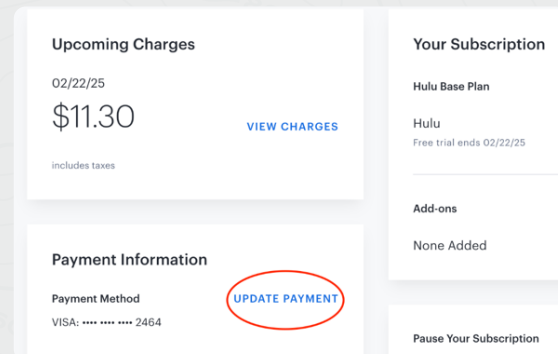 Upcoming Charges
02/22/25
$11.30
VIEW CHARGES
includes taxes
Payment Information
Payment Method
UPDATE PAYMENT
VISA: •••• •••• •••• 2464
Your Subscription
Hulu Base Plan
Hulu
Free trial ends 02/22/25
Add-ons
None Added
Pause Your Subscription